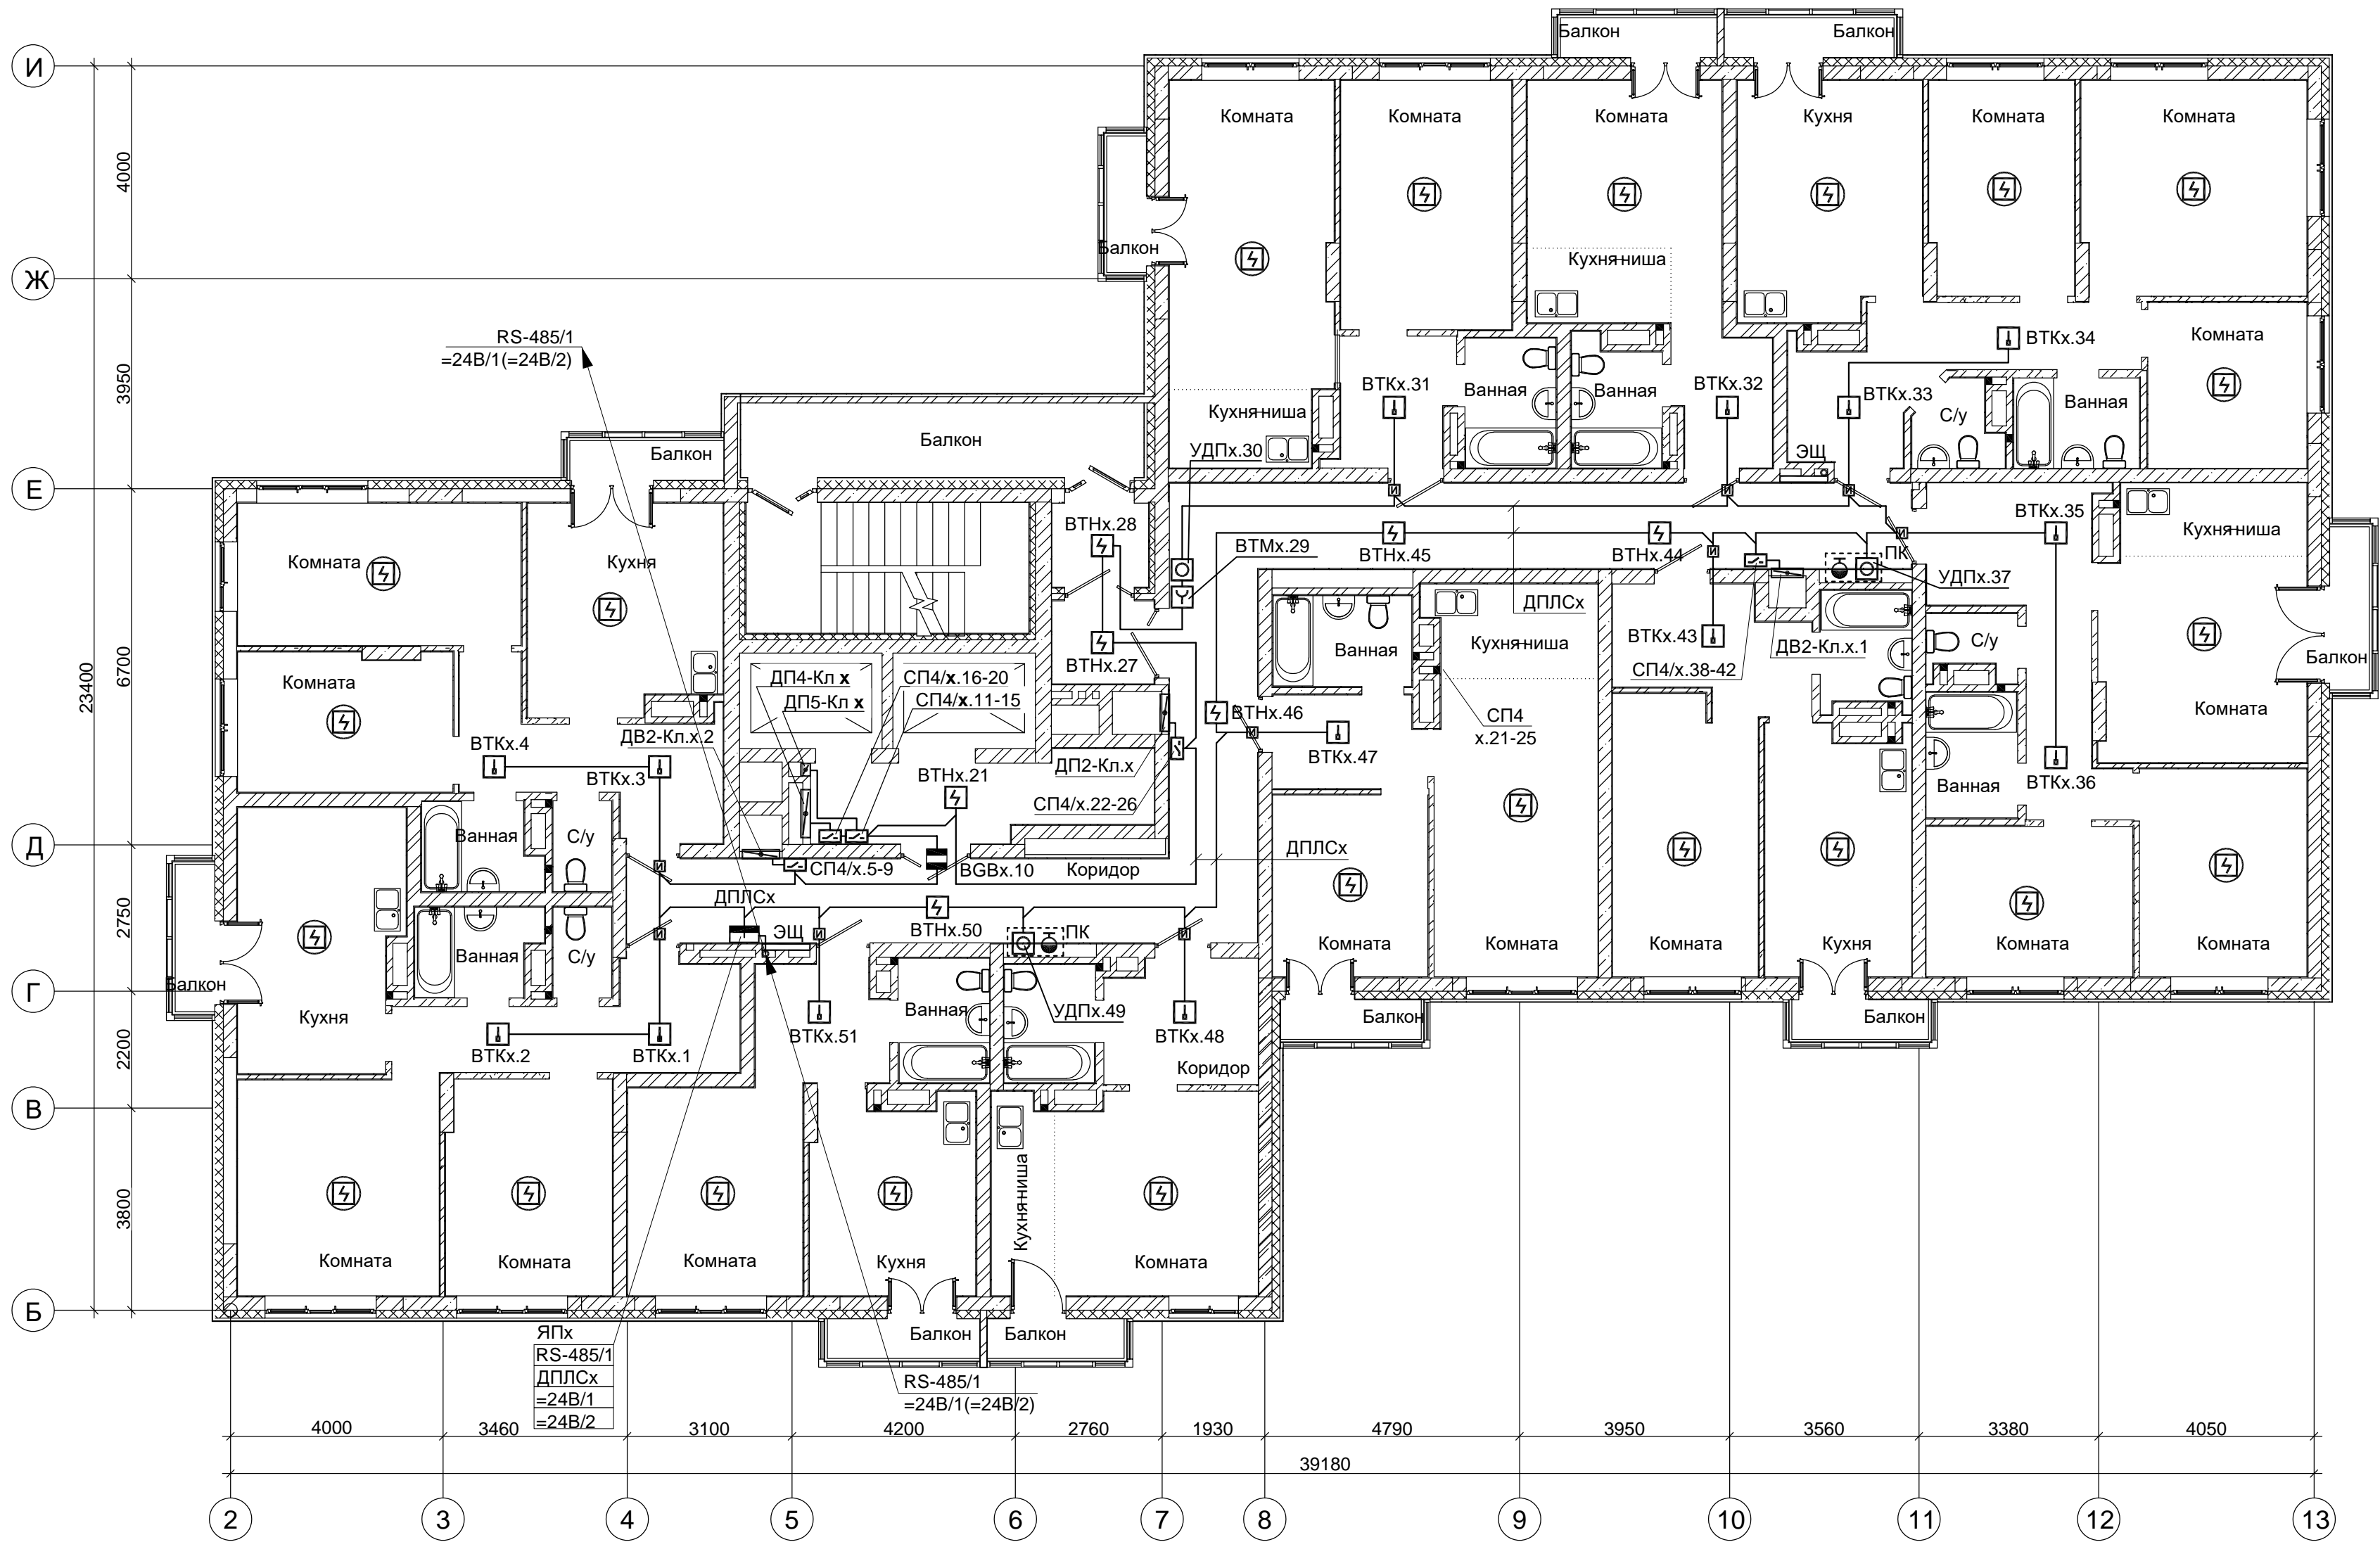 Балкон
Балкон
И
Комната
Комната
Комната
Кухня
Комната
Комната
4000
Балкон
Кухня-ниша
Ж
RS-485/1
=24В/1(=24В/2)
ВТКх.34
Комната
3950
ВТКх.31
Ванная
Ванная
ВТКх.32
ВТКх.33
С/у
Ванная
Кухня-ниша
Балкон
Балкон
УДПх.30
ЭЩ
Е
ВТНх.28
ВТМх.29
ВТНх.45
ВТНх.44
ПК
ВТКх.35
Кухня-ниша
Комната
Кухня
УДПх.37
ДПЛСх
ВТКх.43
ДВ2-Кл.х.1
С/у
Кухня-ниша
Ванная
ВТНх.27
СП4/х.38-42
Балкон
23400
6700
Комната
ДП4-Кл х
СП4/х.16-20
ДП5-Кл х
СП4/х.11-15
ВТНх.46
СП4
х.21-25
Комната
ДВ2-Кл.х.2
ВТКх.4
ВТКх.3
ВТНх.21
ДП2-Кл.х
ВТКх.47
Ванная
ВТКх.36
СП4/х.22-26
Ванная
С/у
Д
СП4/х.5-9
BGBx.10
Коридор
ДПЛСх
ДПЛСх
2750
ВТНх.50
ЭЩ
ПК
Комната
Комната
Комната
Кухня
Комната
Комната
Ванная
С/у
Балкон
Г
Кухня
Ванная
УДПх.49
Балкон
Балкон
ВТКх.2
ВТКх.1
ВТКх.51
ВТКх.48
2200
Коридор
В
Кухня-ниша
3800
Комната
Комната
Комната
Кухня
Комната
Б
ЯПх
RS-485/1
ДПЛСх
=24В/1
=24В/2
Балкон
Балкон
RS-485/1
=24В/1(=24В/2)
4000
3460
3100
4200
2760
1930
4790
3950
3560
3380
4050
39180
2
3
4
5
6
7
8
9
10
11
12
13